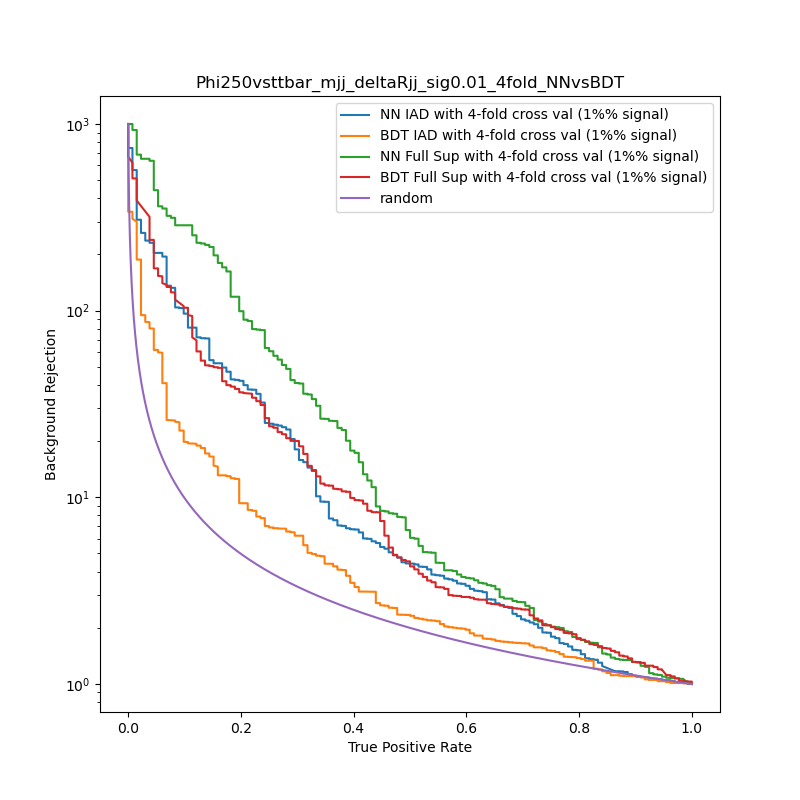 Phi250vsttbar_mjj_deltaRjj_sig0.01_4fold_NNvsBDT
NN IAD with 4-fold cross val (1%% signal)
BDT IAD with 4-fold cross val (1%% signal)
NN Full Sup with 4-fold cross val (1%% signal)
BDT Full Sup with 4-fold cross val (1%% signal)
random
Background Rejection
10³
10²
10¹
10⁰
0.0 0.2 0.4 0.6 0.8 1.0
True Positive Rate